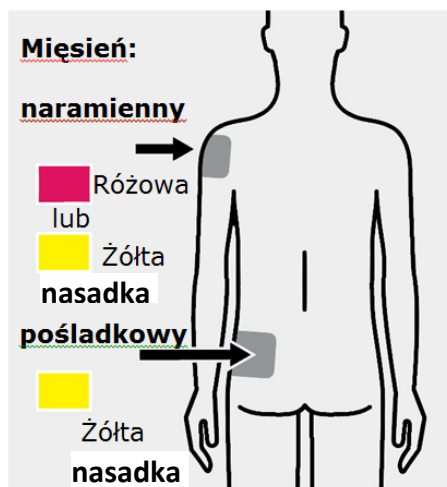 Mięsień:
naramienny
Różowa
lub
Żółta
nasadka
pośladkowy
Żółta
nasadka